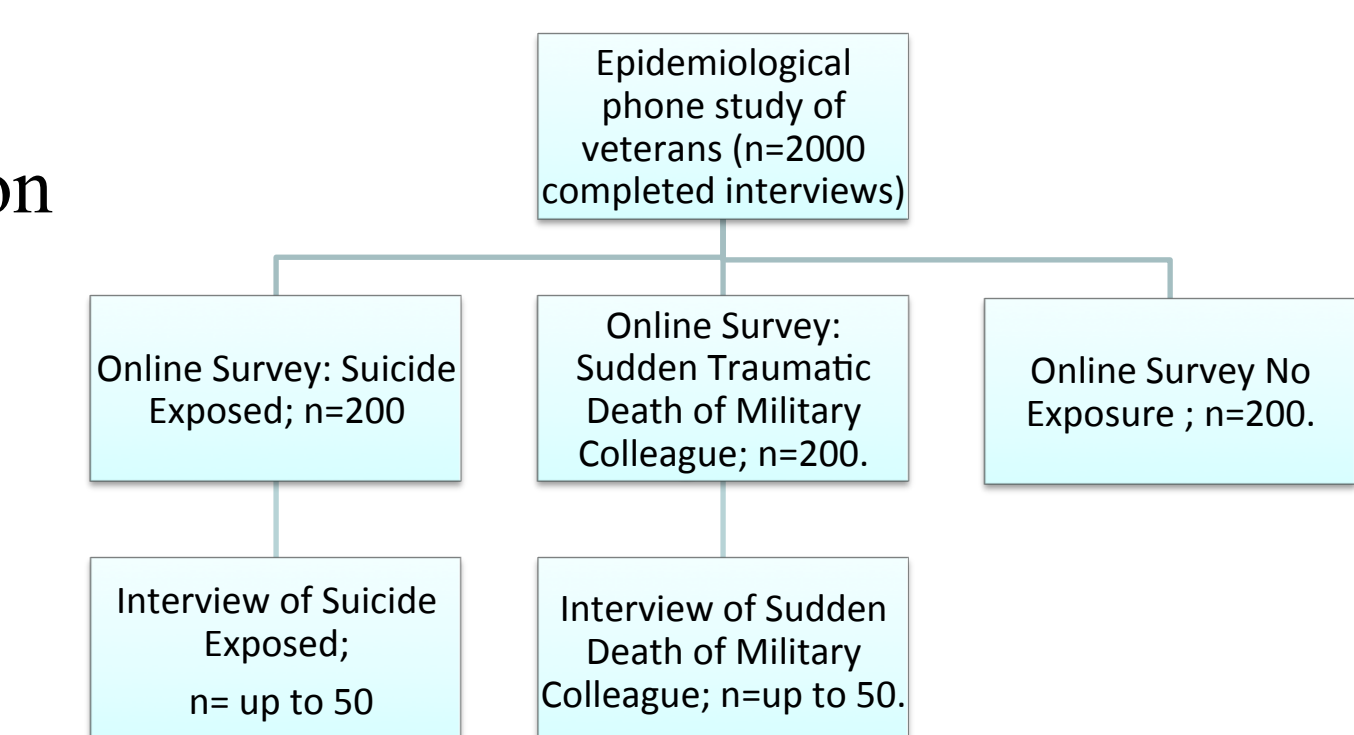 Epidemiological
phone study of
veterans (n=2000
completed interviews)
on
Online Survey: Suicide
Exposed; n=200
Online Survey:
Sudden Traumatic
Death of Military
Colleague; n=200.
Online Survey No
Exposure ; n=200.
Interview of Suicide
Exposed;
n= up to 50
Interview of Sudden
Death of Military
Colleague; n=up to 50.